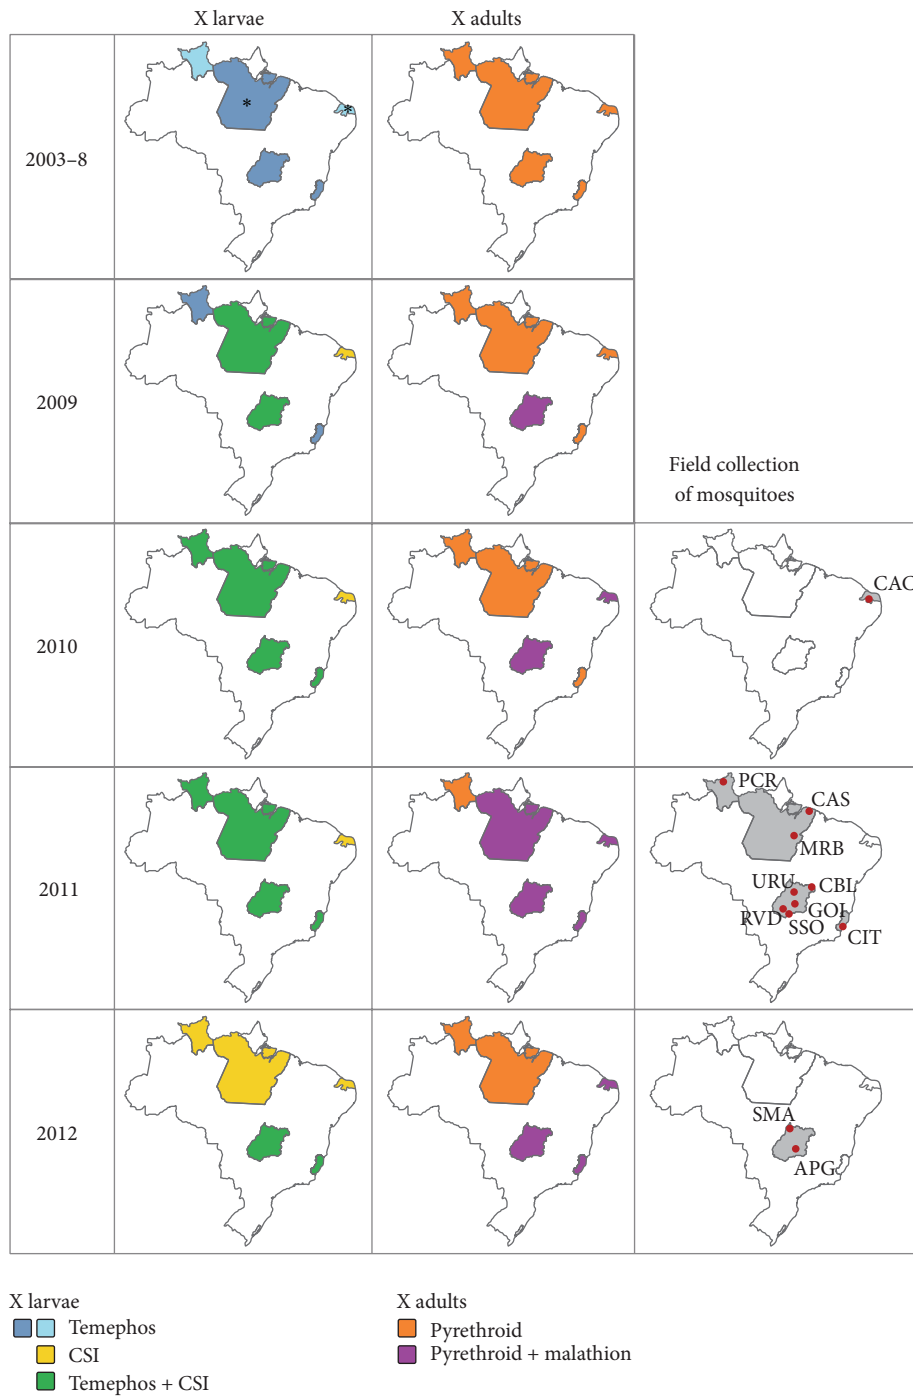 X larvae
X adults
2003–8
*
*
2009
Field collection
of mosquitoes
2010
CAC
2011
PCR
CAS
MRB
URU
CBL
GOI
RVD
SSO
CIT
2012
SMA
APG
X larvae
Temephos
CSI
Temephos + CSI
X adults
Pyrethroid
Pyrethroid + malathion